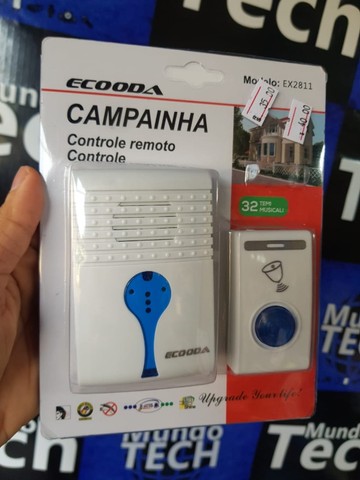 ECOODA
Modelo: EX2811
35,00
40,00
CAMPAINHA
Controle remoto
Controle
32 TEMI
MUSICALI
ECOODA
Upgrade Your life!
Mundo
Tech
Mundo
TECH
Mundo
Tech